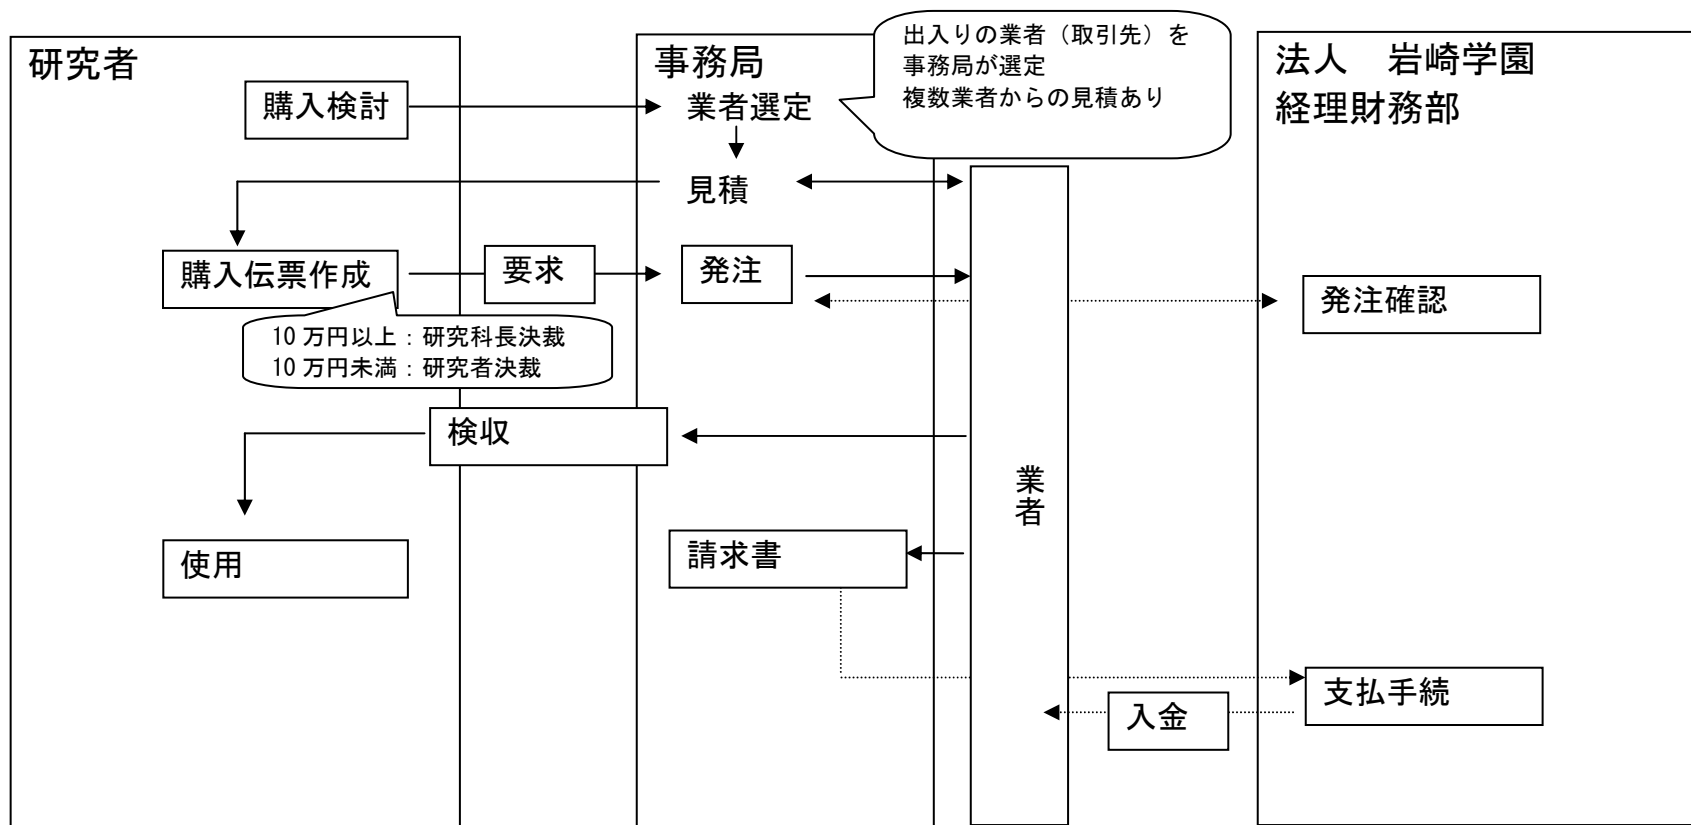 研究者
事務局
出入りの業者（取引先）を
事務局が選定
複数業者からの見積あり
法人　岩崎学園
経理財務部
購入検討
業者選定
見積
購入伝票作成
要求
発注
発注確認
10 万円以上：研究科長決裁
10 万円未満：研究者決裁
検収
業者
使用
請求書
支払手続
入金